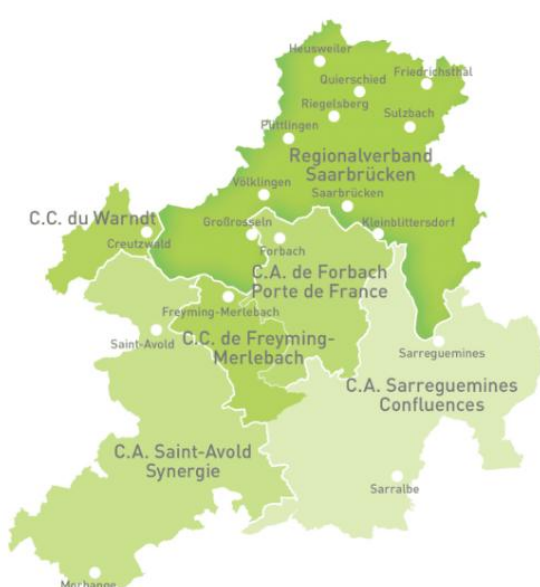 Heusweiler
Quierschied
Friedrichsthal
Riegelsberg
Sulzbach
Püttlingen
Regionalverband
Saarbrücken
Völklingen
Saarbrücken
C.C. du Warndt
Großrosseln
Kleinblittersdorf
Creutzwald
Forbach
C.A. de Forbach
Porte de France
Freyming-Merlebach
C.C. de Freyming-
Merlebach
Saint-Avold
Sarreguemines
C.A. Sarreguemines
Confluences
C.A. Saint-Avold
Synergie
Sarralbe
Morhange